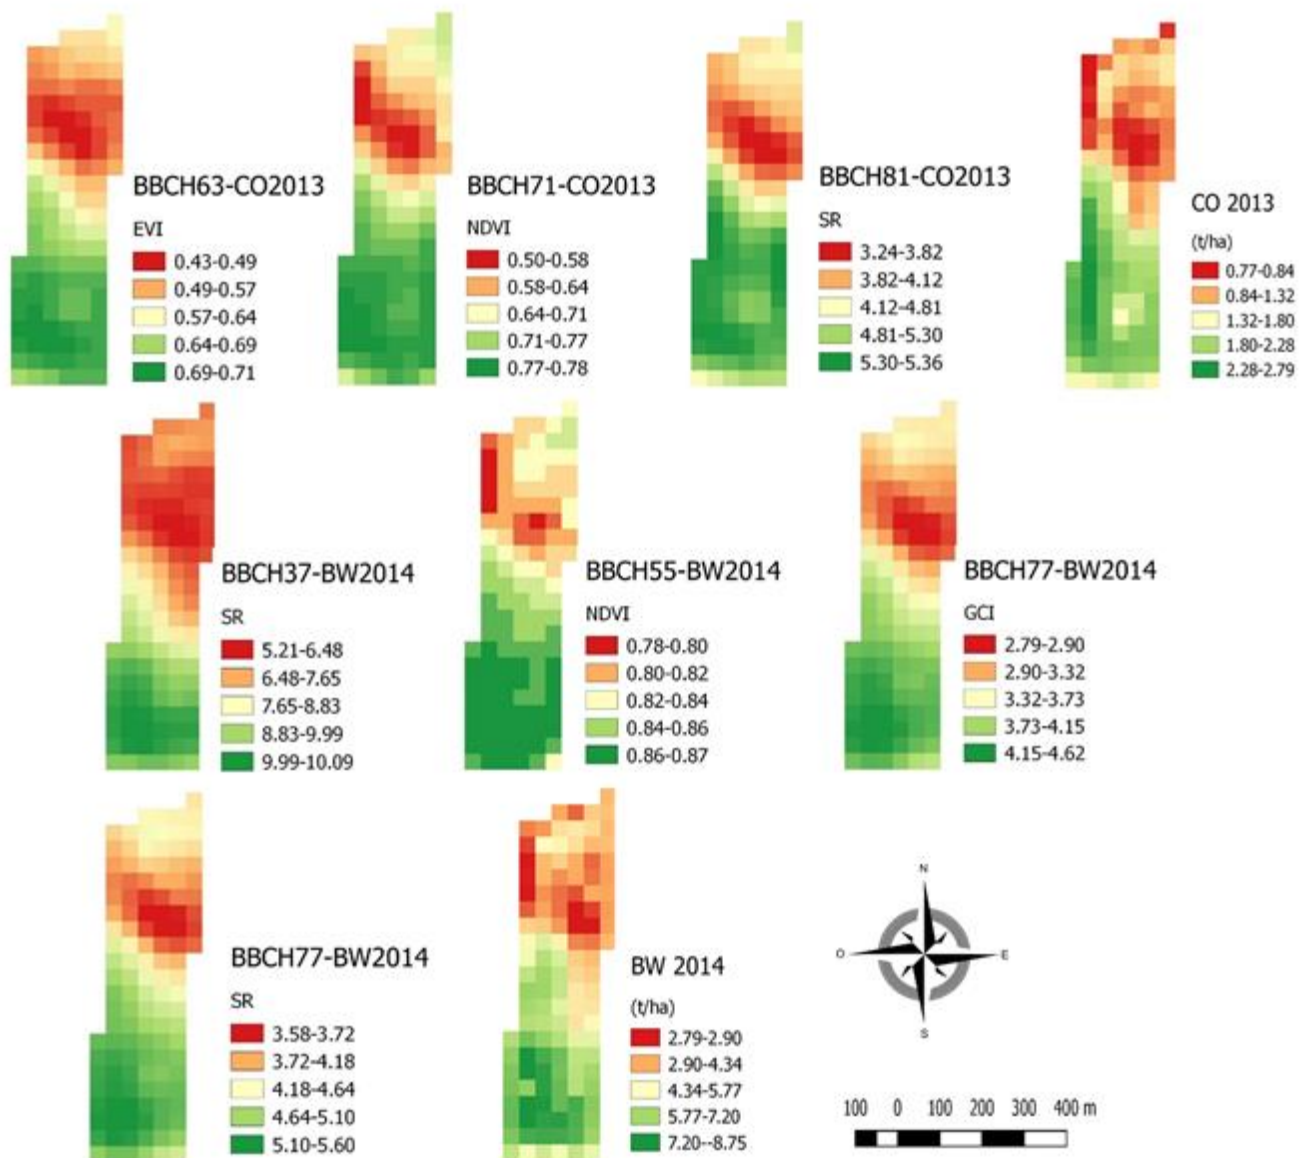 BBCH63-CO2013
EVI
0.43-0.49
0.49-0.57
0.57-0.64
0.64-0.69
0.69-0.71
BBCH71-CO2013
NDVI
0.50-0.58
0.58-0.64
0.64-0.71
0.71-0.77
0.77-0.78
BBCH81-CO2013
SR
3.24-3.82
3.82-4.12
4.12-4.81
4.81-5.30
5.30-5.36
CO 2013
(t/ha)
0.77-0.84
0.84-1.32
1.32-1.80
1.80-2.28
2.28-2.79
BBCH37-BW2014
SR
5.21-6.48
6.48-7.65
7.65-8.83
8.83-9.99
9.99-10.09
BBCH55-BW2014
NDVI
0.78-0.80
0.80-0.82
0.82-0.84
0.84-0.86
0.86-0.87
BBCH77-BW2014
GCI
2.79-2.90
2.90-3.32
3.32-3.73
3.73-4.15
4.15-4.62
BBCH77-BW2014
SR
3.58-3.72
3.72-4.18
4.18-4.64
4.64-5.10
5.10-5.60
BW 2014
(t/ha)
2.79-2.90
2.90-4.34
4.34-5.77
5.77-7.20
7.20--8.75
N
O E
S
100 0 100 200 300 400 m